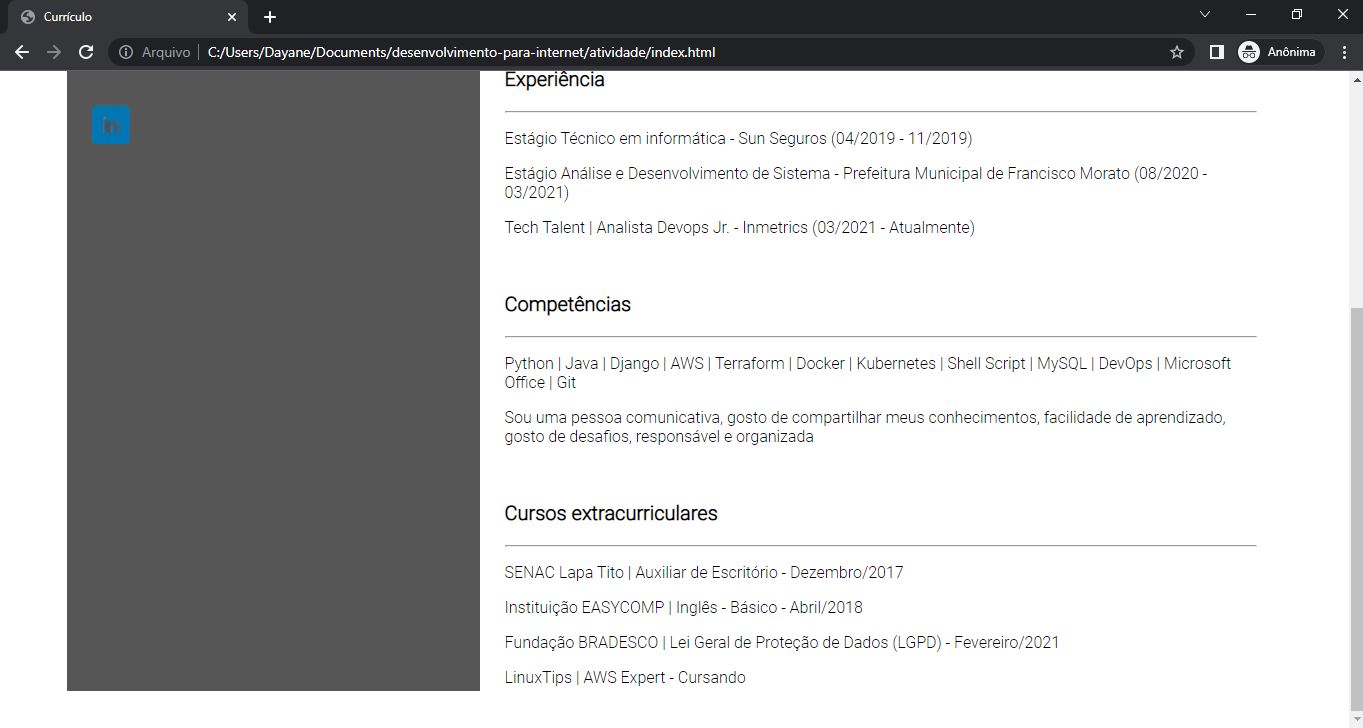 Currículo
Arquivo | C:/Users/Dayane/Documents/desenvolvimento-para-internet/atividade/index.html
Anônima
in
Experiência
Estágio Técnico em informática - Sun Seguros (04/2019 - 11/2019)
Estágio Análise e Desenvolvimento de Sistema - Prefeitura Municipal de Francisco Morato (08/2020 -
03/2021)
Tech Talent | Analista Devops Jr. - Inmetrics (03/2021 - Atualmente)
Competências
Python | Java | Django | AWS | Terraform | Docker | Kubernetes | Shell Script | MySQL | DevOps | Microsoft
Office | Git
Sou uma pessoa comunicativa, gosto de compartilhar meus conhecimentos, facilidade de aprendizado,
gosto de desafios, responsável e organizada
Cursos extracurriculares
SENAC Lapa Tito | Auxiliar de Escritório - Dezembro/2017
Instituição EASYCOMP | Inglês - Básico - Abril/2018
Fundação BRADESCO | Lei Geral de Proteção de Dados (LGPD) - Fevereiro/2021
LinuxTips | AWS Expert - Cursando